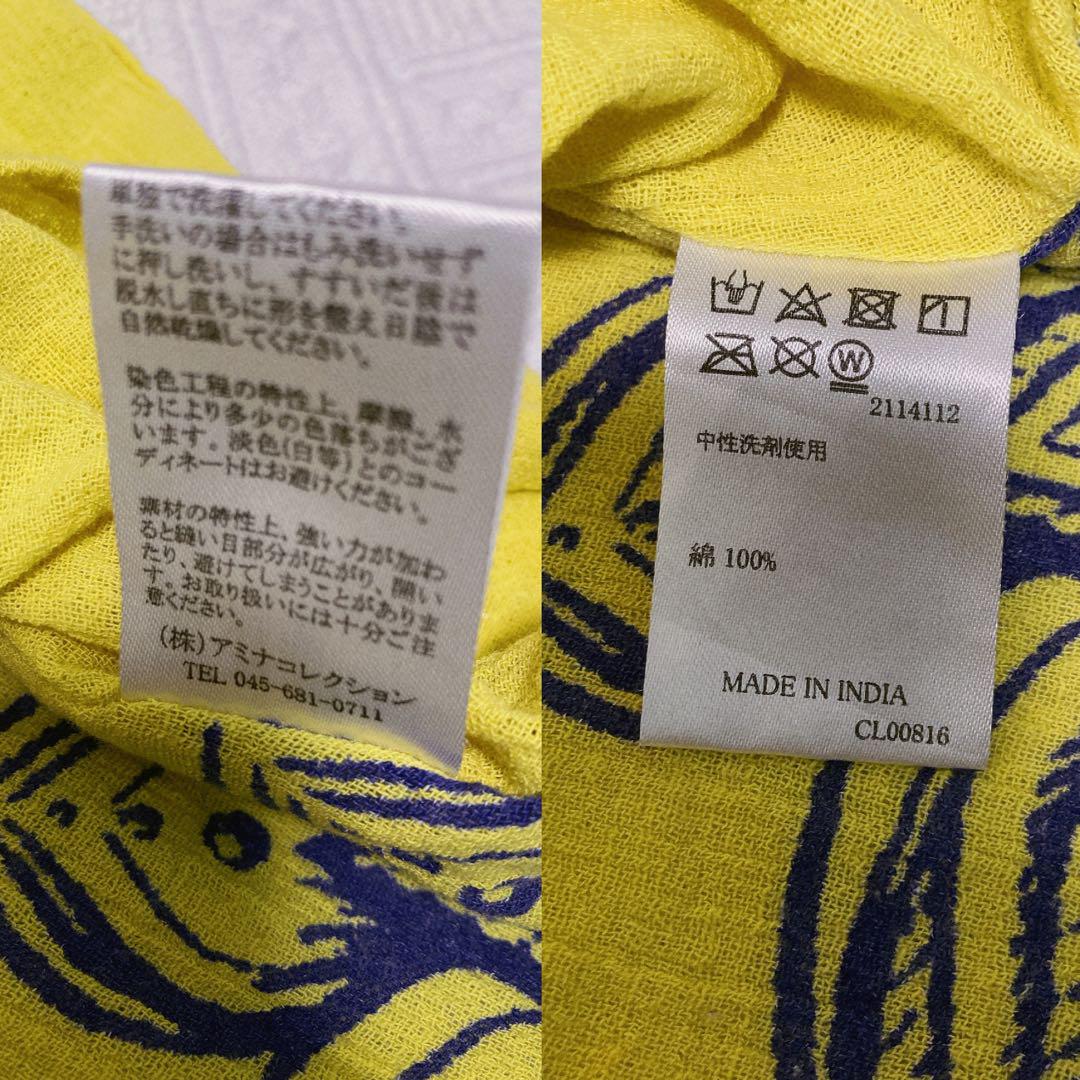 単独で洗濯してください。
手洗いの場合はもみ洗いせず
に押し洗いし、すすいだ後は
脱水し直ちに形を整え日陰で
自然乾燥してください。
染色工程の特性上、摩擦、水
分により多少の色落ちがござ
います。淡色(白等)とのコー
ディネートはお避けください。
素材の特性上、強い力が加わ
ると縫い目部分が広がり、開い
たり、避けてしまうことがありま
す。お取り扱いには十分ご注
意ください。
(株)アミナコレクション
TEL 045-681-0711
W
2114112
中性洗剤使用
綿 100%
MADE IN INDIA
CL00816